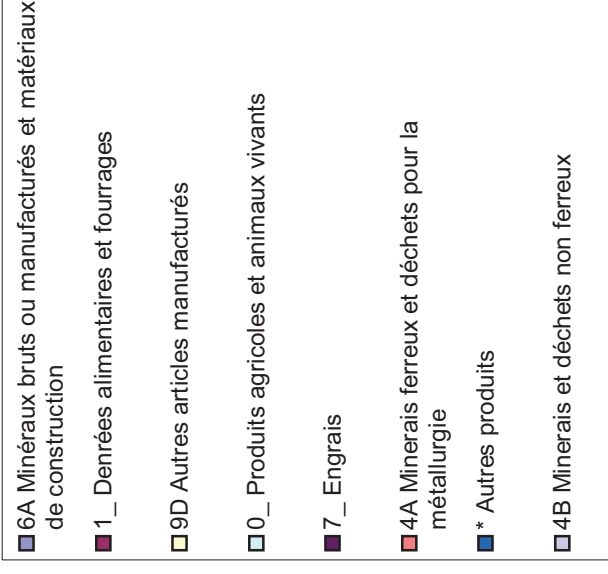 6A Minéraux bruts ou manufacturés et matériaux
de construction
1_ Denrées alimentaires et fourrages
9D Autres articles manufacturés
0_ Produits agricoles et animaux vivants
7_ Engrais
4A Minerais ferreux et déchets pour la
métallurgie
* Autres produits
4B Minerais et déchets non ferreux